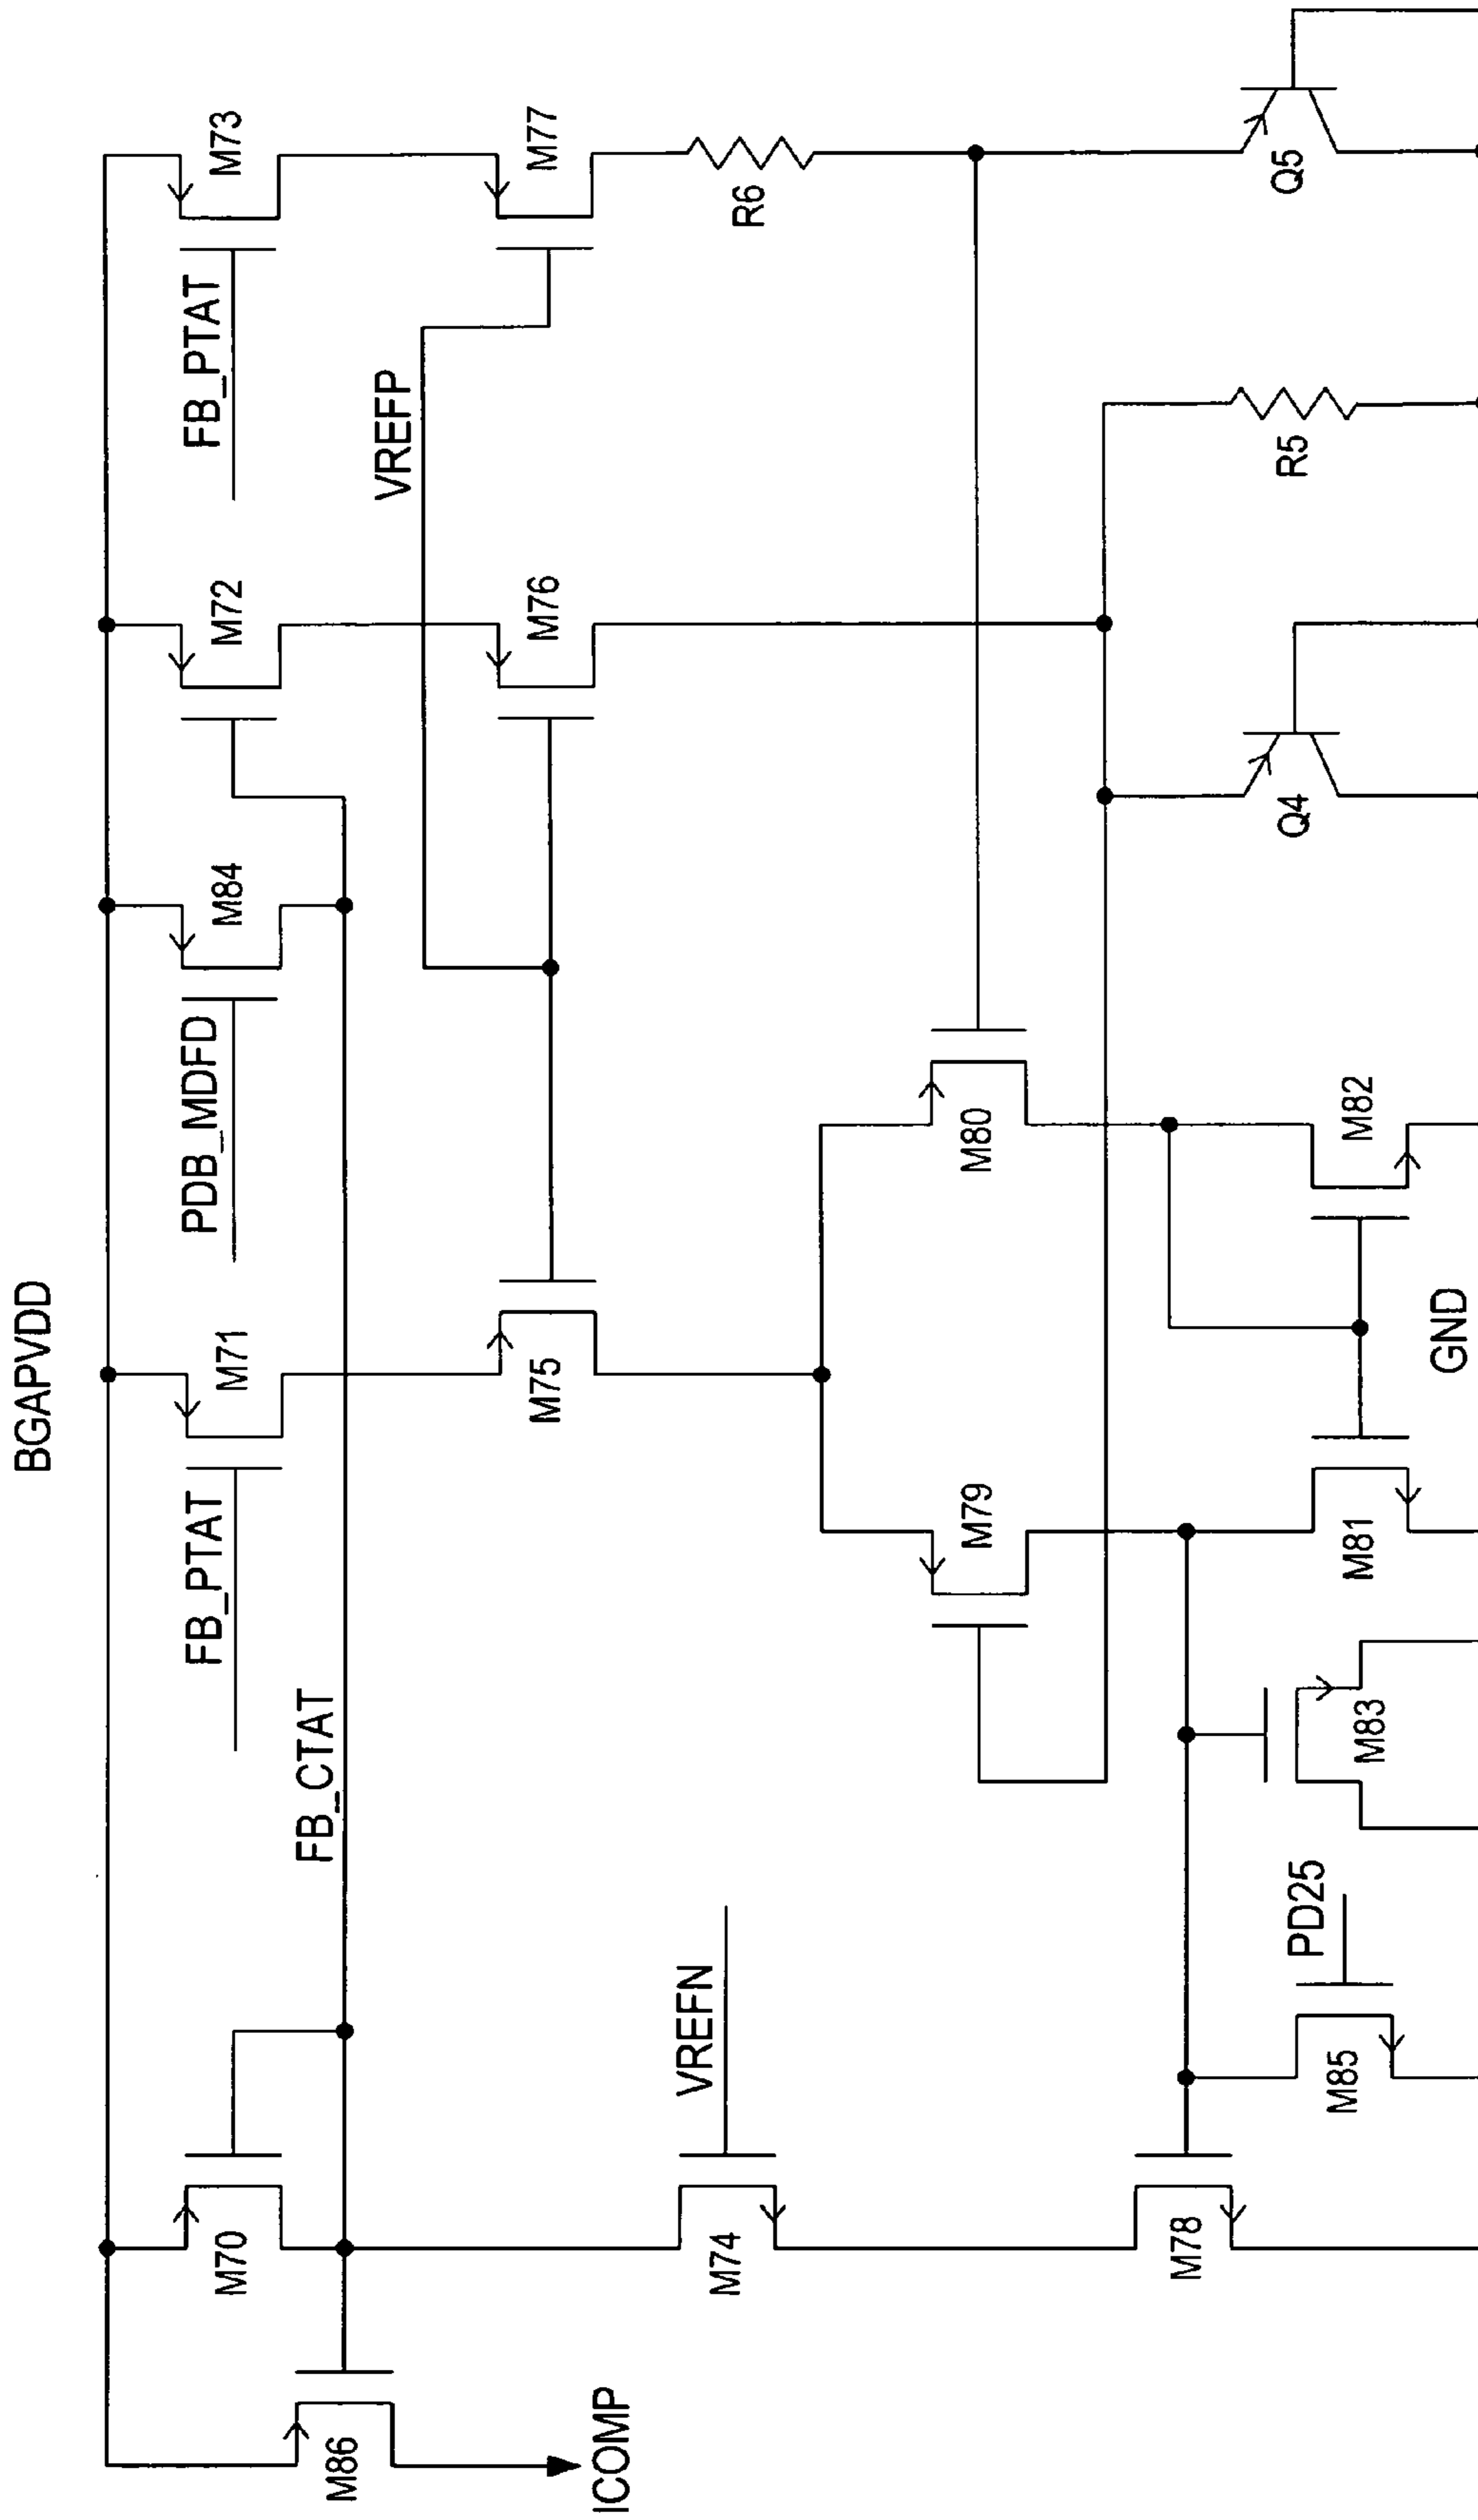 BGAPVDD
M86
M70
M71
M84
M72
M73
FB_PTAT
PDB_MDFD
FB_PTAT
FB_CTAT
VREFP
ICOMP
M74
VREFN
M75
M76
M77
R6
M79
M80
M78
M85
PD25
M83
M81
M82
GND
Q4
R5
Q5